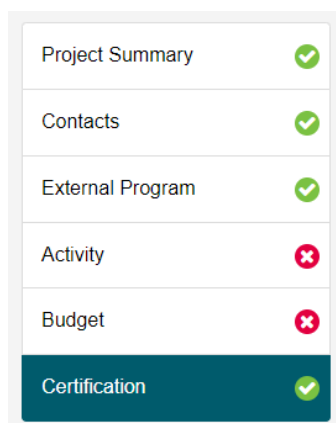 Project Summary
Contacts
External Program
Activity
Budget
Certification